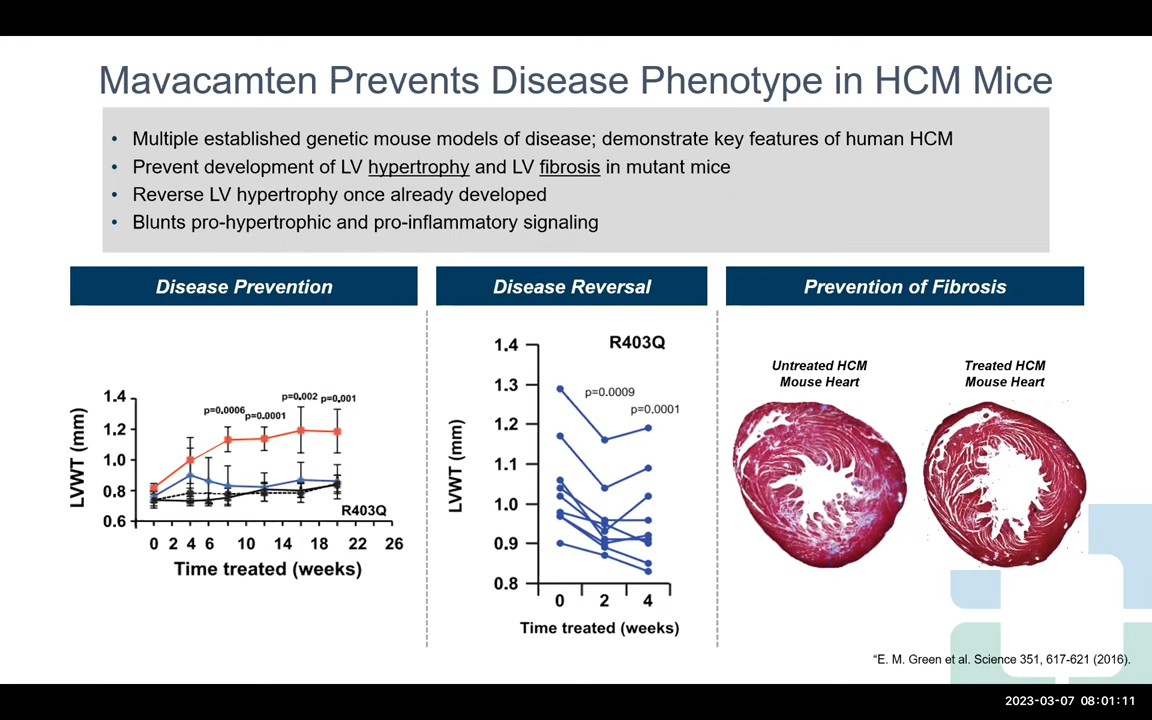 Mavacamten Prevents Disease Phenotype in HCM Mice
• Multiple established genetic mouse models of disease; demonstrate key features of human HCM
• Prevent development of LV hypertrophy and LV fibrosis in mutant mice
• Reverse LV hypertrophy once already developed
• Blunts pro-hypertrophic and pro-inflammatory signaling
Disease Prevention
LVWT (mm)
1.4
1.2
1.0
0.8
0.6
p=0.0006
p=0.0001
p=0.002
p=0.001
R403Q
0 2 4 6 10 14 18 22 26
Time treated (weeks)
Disease Reversal
R403Q
LVWT (mm)
1.4
1.3
1.2
1.1
1.0
0.9
0.8
p=0.0009
p=0.0001
0 2 4
Time treated (weeks)
Prevention of Fibrosis
Untreated HCM
Mouse Heart
Treated HCM
Mouse Heart
“E. M. Green et al. Science 351, 617-621 (2016).
2023-03-07 08:01:11